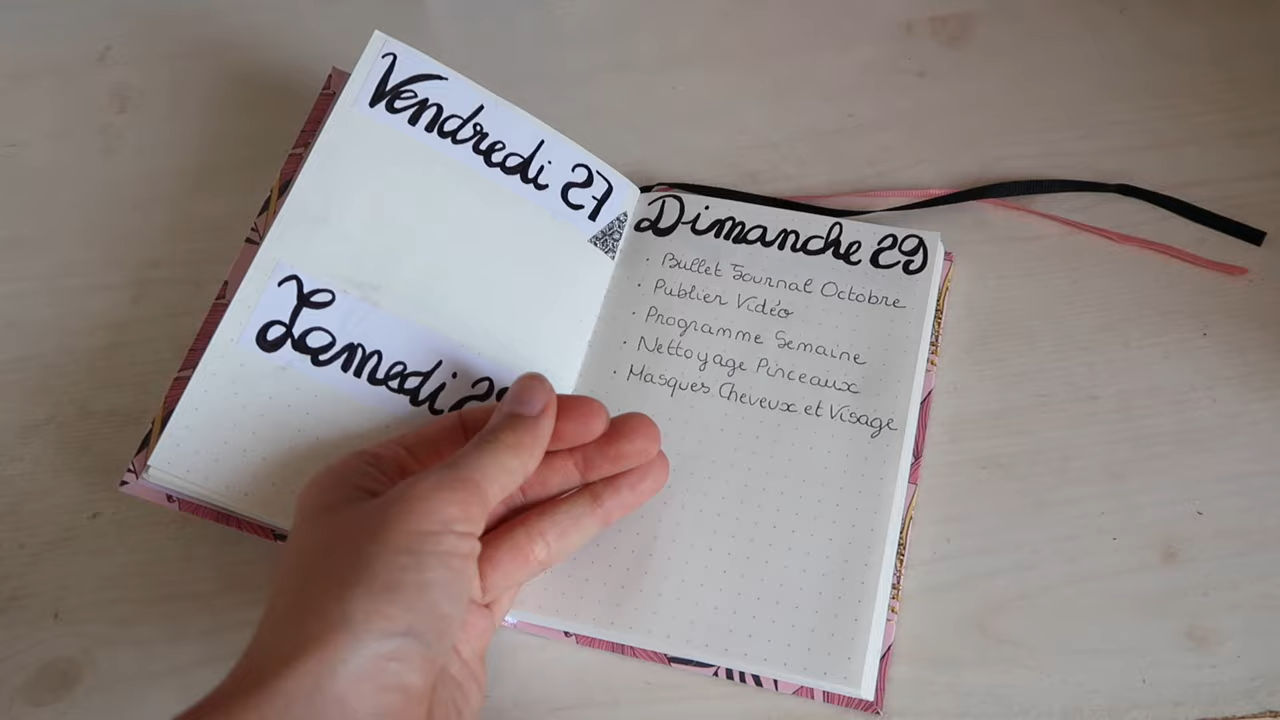 Vendredi 27
Samedi
Dimanche 29
· Bullet Journal Octobre
· Publier Vidéo
· Programme Semaine
· Nettoyage Pinceaux
· Masques Cheveux et Visage